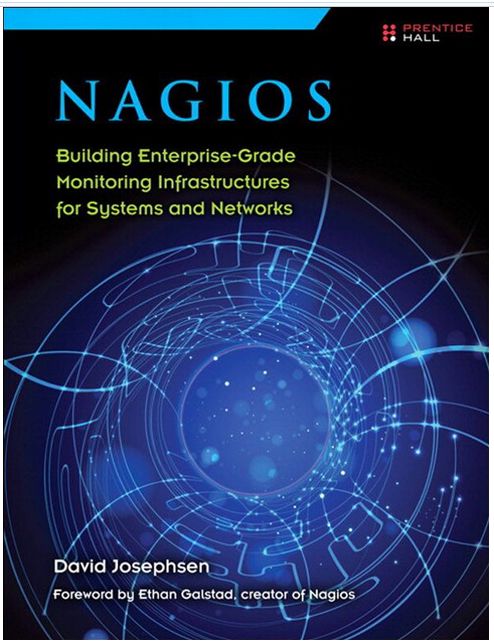 PRENTICE
HALL
NAGIOS
Building Enterprise-Grade
Monitoring Infrastructures
for Systems and Networks
David Josephsen
Foreword by Ethan Galstad, creator of Nagios